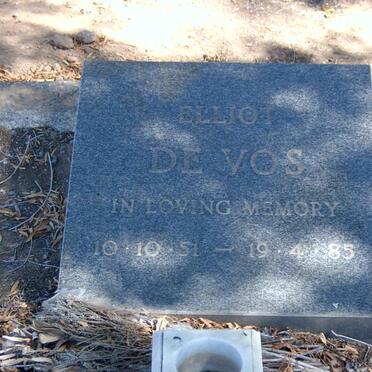 ELLIOT
DE VOS
IN LOVING MEMORY
10·10·51 – 19·4·85